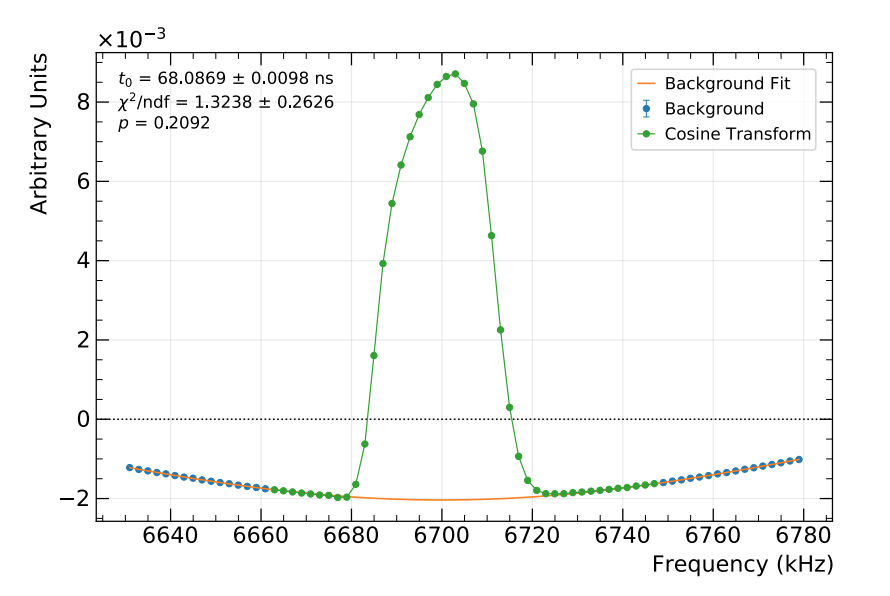 ×10⁻³
t₀ = 68.0869 ± 0.0098 ns
χ²/ndf = 1.3238 ± 0.2626
p = 0.2092
Background Fit
Background
Cosine Transform
Arbitrary Units
8
6
4
2
0
−2
6640 6660 6680 6700 6720 6740 6760 6780
Frequency (kHz)